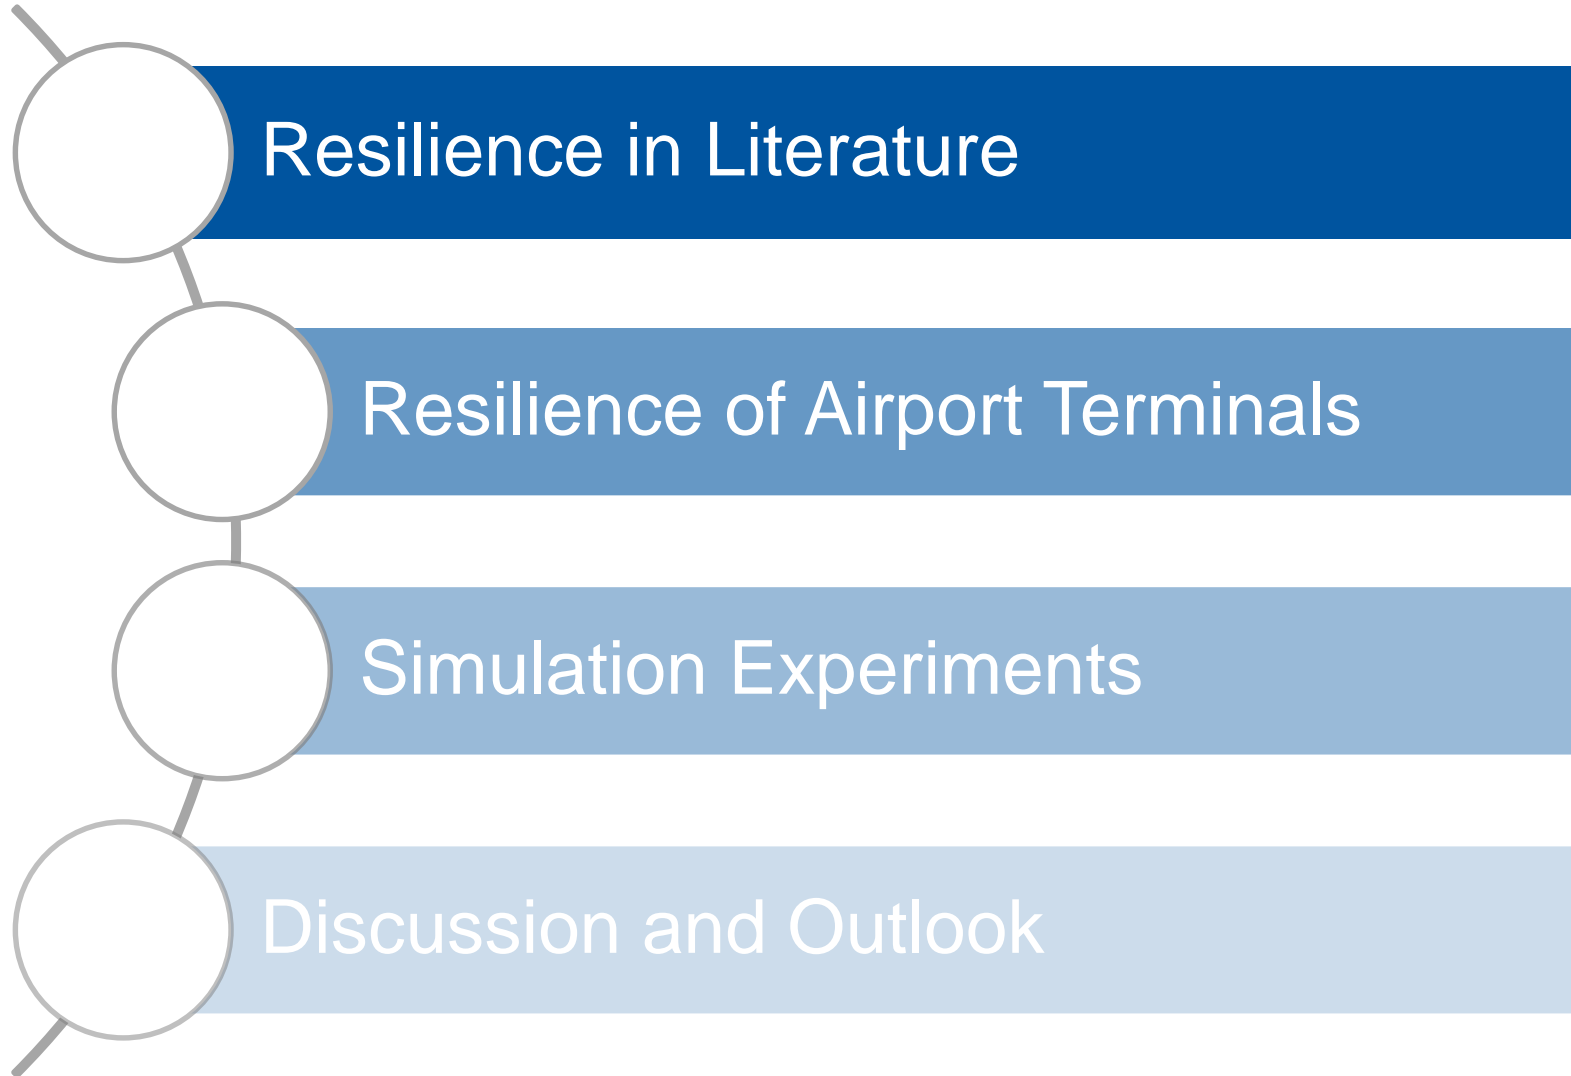 Resilience in Literature
Resilience of Airport Terminals
Simulation Experiments
Discussion and Outlook